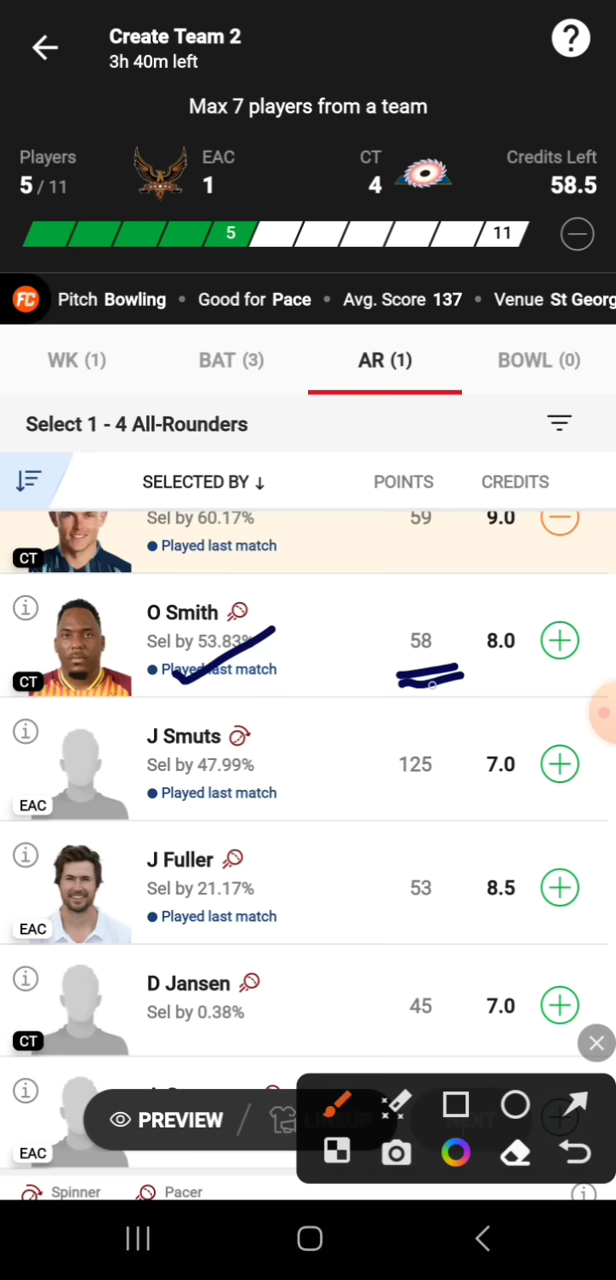 Create Team 2
3h 40m left
?
Max 7 players from a team
Players EAC CT Credits Left
5 / 11 1 4 58.5
5 11
FC Pitch Bowling • Good for Pace • Avg. Score 137 • Venue St Georg
WK (1) BAT (3) AR (1) BOWL (0)
Select 1 - 4 All-Rounders
SELECTED BY ↓ POINTS CREDITS
Sel by 60.17% 59 9.0
Played last match
CT
O Smith
Sel by 53.83% 58 8.0
Played last match
CT
J Smuts
Sel by 47.99% 125 7.0
Played last match
EAC
J Fuller
Sel by 21.17% 53 8.5
Played last match
EAC
D Jansen
Sel by 0.38% 45 7.0
CT
PREVIEW / LINEUP NEXT
EAC
Spinner Pacer